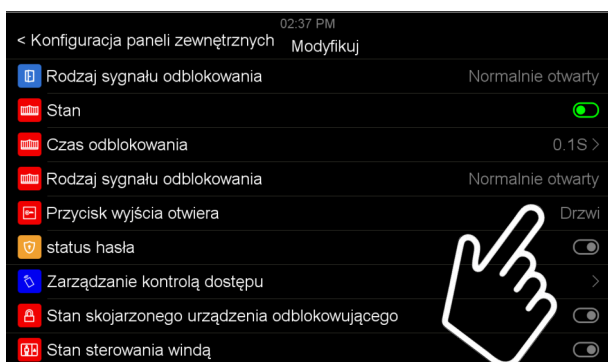 02:37 PM
< Konfiguracja paneli zewnętrznych Modyfikuj
Rodzaj sygnału odblokowania Normalnie otwarty
Stan
Czas odblokowania 0.1S >
Rodzaj sygnału odblokowania Normalnie otwarty
Przycisk wyjścia otwiera Drzwi
status hasła
Zarządzanie kontrolą dostępu >
Stan skojarzonego urządzenia odblokowującego
Stan sterowania windą